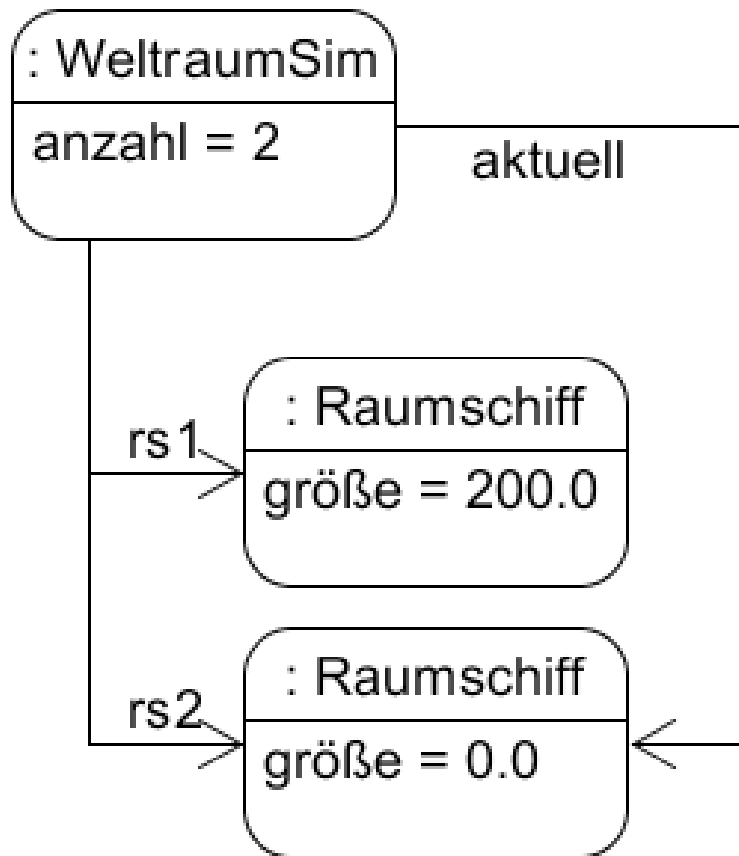 : WeltraumSim
anzahl = 2
aktuell
rs1
: Raumschiff
größe = 200.0
rs2
: Raumschiff
größe = 0.0